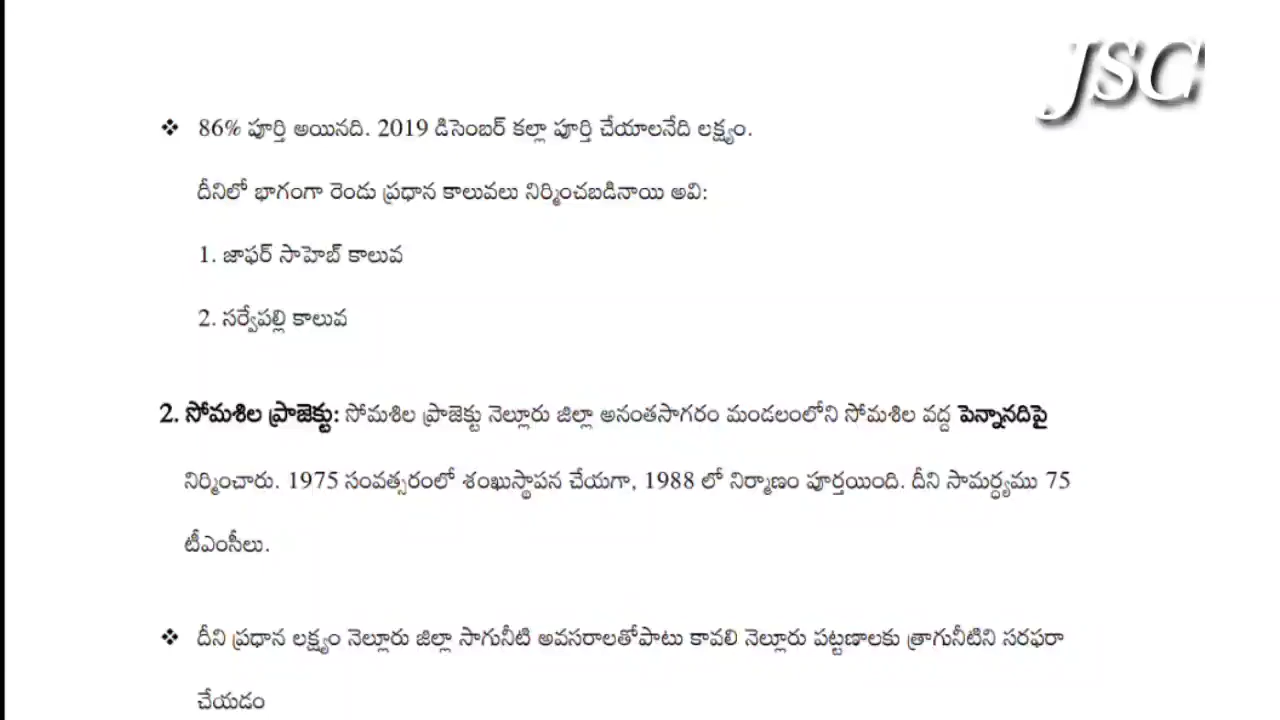 JSC
❖ 86% పూర్తి అయినది. 2019 డిసెంబర్ కల్లా పూర్తి చేయాలనేది లక్ష్యం.
దీనిలో భాగంగా రెండు ప్రధాన కాలువలు నిర్మించబడినాయి అవి:
1. జాఫర్ సాహెబ్ కాలువ
2. సర్వేపల్లి కాలువ
2. సోమశిల ప్రాజెక్టు: సోమశిల ప్రాజెక్టు నెల్లూరు జిల్లా అనంతసాగరం మండలంలోని సోమశిల వద్ద పెన్నానదిపై
నిర్మించారు. 1975 సంవత్సరంలో శంఖుస్థాపన చేయగా, 1988 లో నిర్మాణం పూర్తయింది. దీని సామర్ధ్యము 75
టీఎంసీలు.
❖ దీని ప్రధాన లక్ష్యం నెల్లూరు జిల్లా సాగునీటి అవసరాలతోపాటు కావలి నెల్లూరు పట్టణాలకు త్రాగునీటిని సరఫరా
చేయడం